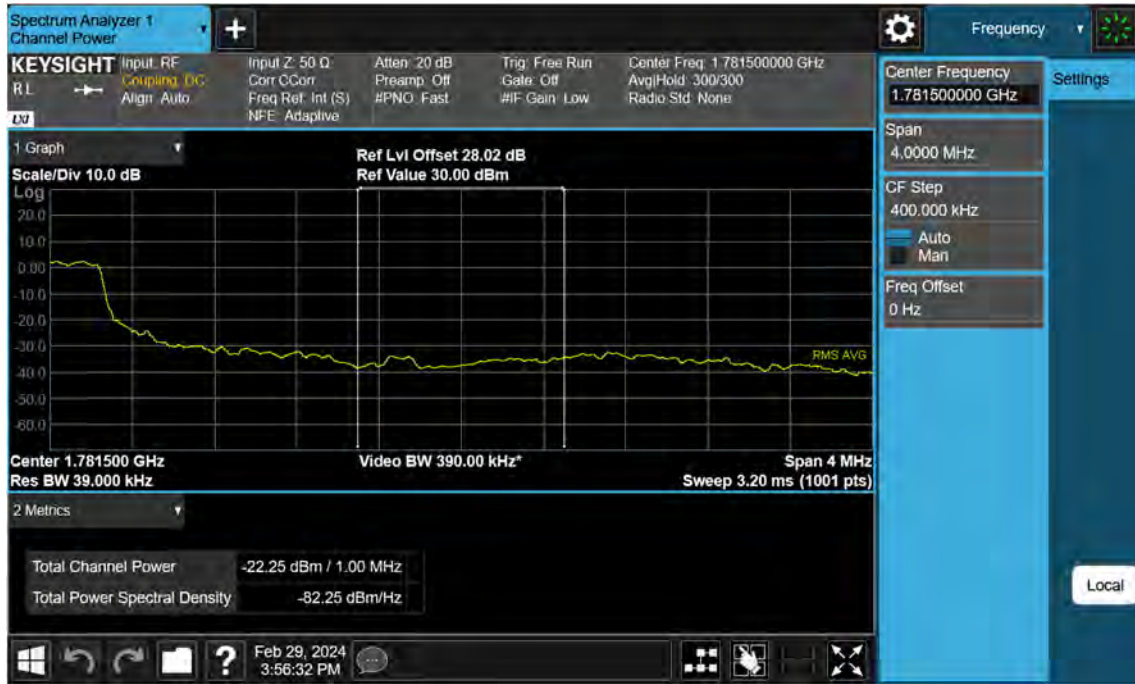 Spectrum Analyzer 1
Channel Power
+
Frequency
KEYSIGHT
RL
LXI
Input: RF
Coupling: DC
Align: Auto
Input Z: 50 Ω
Corr CCorr
Freq Ref: Int (S)
NFE: Adaptive
Atten: 20 dB
Preamp: Off
#PNO: Fast
Trig: Free Run
Gate: Off
#IF Gain: Low
Center Freq: 1.781500000 GHz
Avg|Hold: 300/300
Radio Std: None
Center Frequency
1.781500000 GHz
Settings
Span
4.0000 MHz
CF Step
400.000 kHz
Auto
Man
Freq Offset
0 Hz
1 Graph
Scale/Div 10.0 dB
Ref Lvl Offset 28.02 dB
Ref Value 30.00 dBm
Log
20.0
10.0
0.00
-10.0
-20.0
-30.0
-40.0
-50.0
-60.0
RMS AVG
Center 1.781500 GHz
Video BW 390.00 kHz*
Span 4 MHz
Res BW 39.000 kHz
Sweep 3.20 ms (1001 pts)
2 Metrics
Total Channel Power
-22.25 dBm / 1.00 MHz
Total Power Spectral Density
-82.25 dBm/Hz
Local
?
Feb 29, 2024
3:56:32 PM